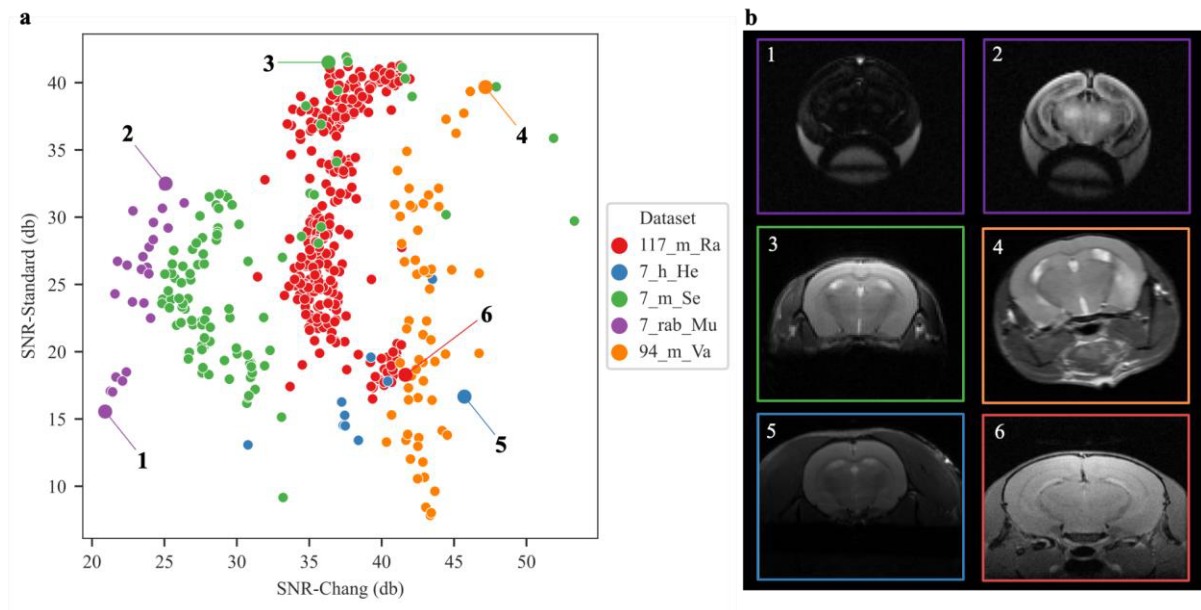 a
b
SNR-Standard (db)
40
35
30
25
20
15
10
20
25
30
35
40
45
50
SNR-Chang (db)
3
2
4
6
5
1
Dataset
117_m_Ra
7_h_He
7_m_Se
7_rab_Mu
94_m_Va
1
2
3
4
5
6